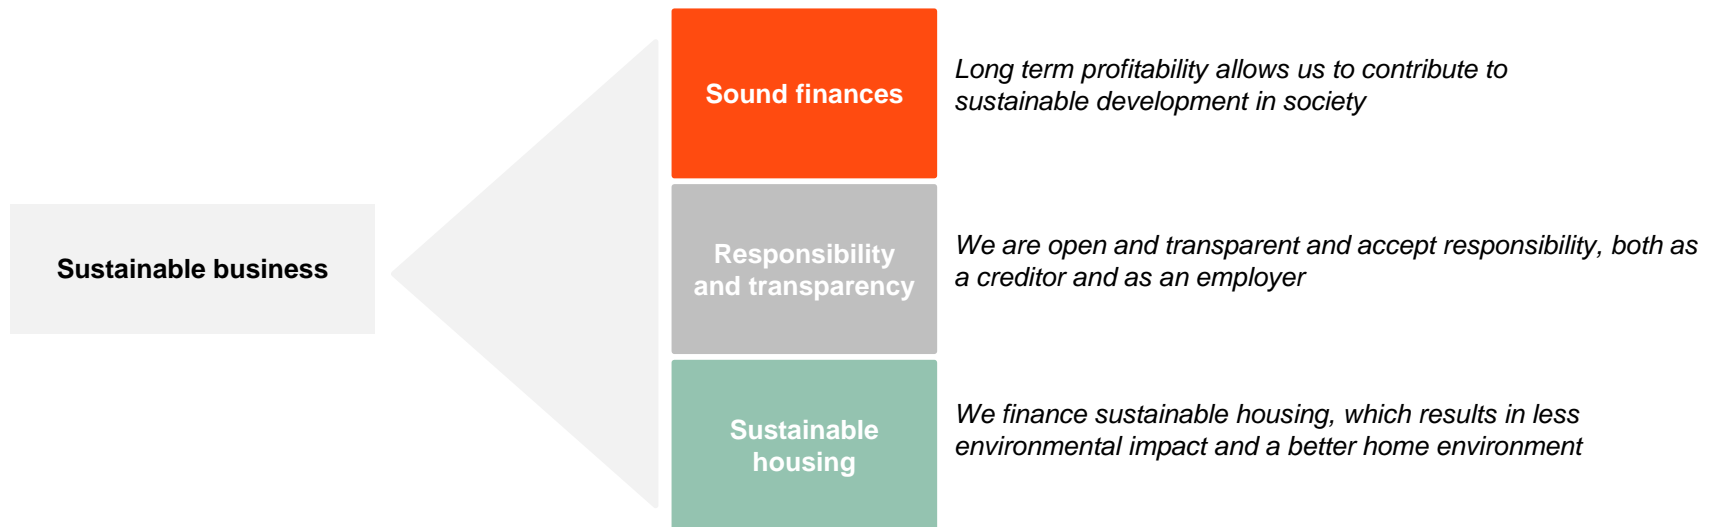 Sound finances
Long term profitability allows us to contribute to
sustainable development in society
Sustainable business
Responsibility
and transparency
We are open and transparent and accept responsibility, both as
a creditor and as an employer
Sustainable
housing
We finance sustainable housing, which results in less
environmental impact and a better home environment